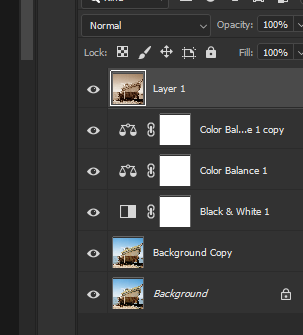 Normal Opacity: 100%
Lock: Fill: 100%
Layer 1
Color Bal...e 1 copy
Color Balance 1
Black & White 1
Background Copy
Background